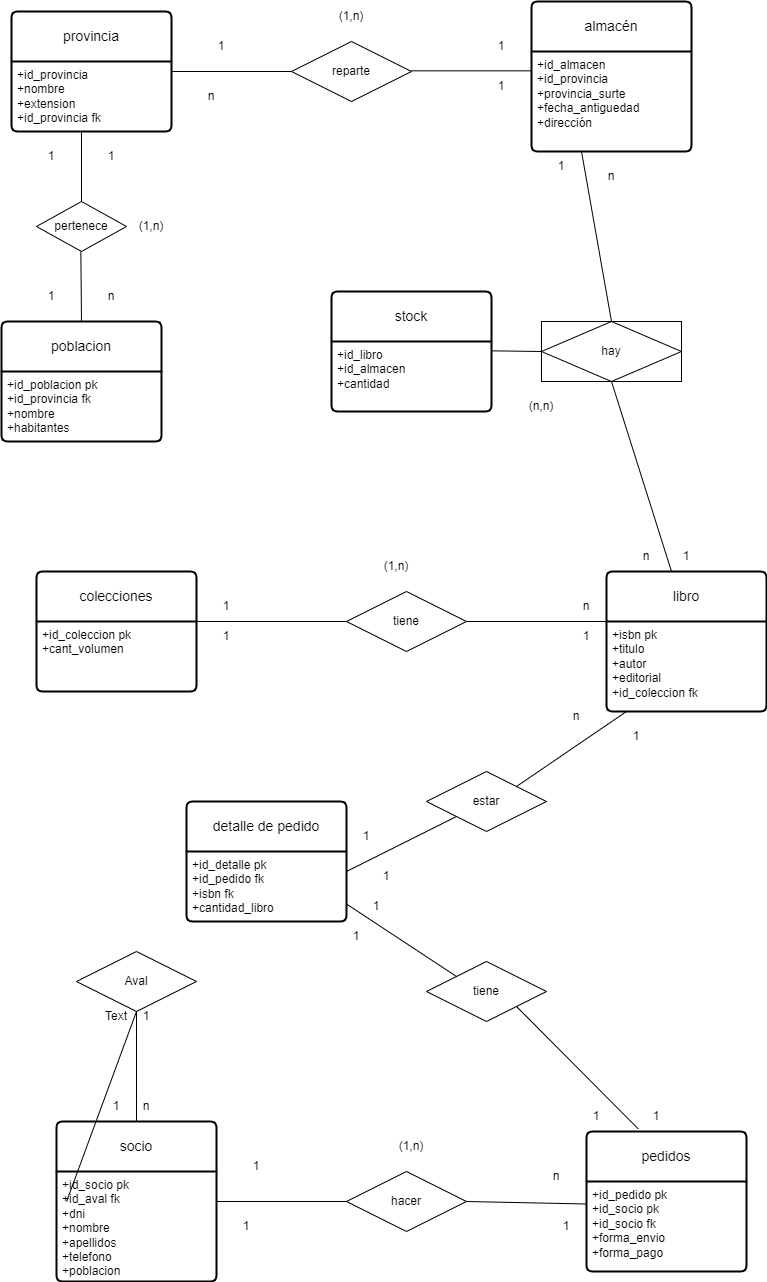 (1,n)
provincia
almacén
1
1
reparte
n
1
+id_provincia
+nombre
+extension
+id_provincia fk
+id_almacen
+id_provincia
+provincia_surte
+fecha_antiguedad
+dirección
1
1
1
n
pertenece
(1,n)
1
n
poblacion
+id_poblacion pk
+id_provincia fk
+nombre
+habitantes
stock
+id_libro
+id_almacen
+cantidad
hay
(n,n)
n
1
colecciones
+id_coleccion pk
+cant_volumen
(1,n)
1
n
tiene
1
1
libro
+isbn pk
+titulo
+autor
+editorial
+id_coleccion fk
n
1
estar
detalle de pedido
+id_detalle pk
+id_pedido fk
+isbn fk
+cantidad_libro
1
1
1
1
Aval
Text
1
tiene
1
n
1
1
socio
+id_socio pk
+id_aval fk
+dni
+nombre
+apellidos
+telefono
+poblacion
(1,n)
1
n
hacer
1
1
pedidos
+id_pedido pk
+id_socio pk
+id_socio fk
+forma_envio
+forma_pago